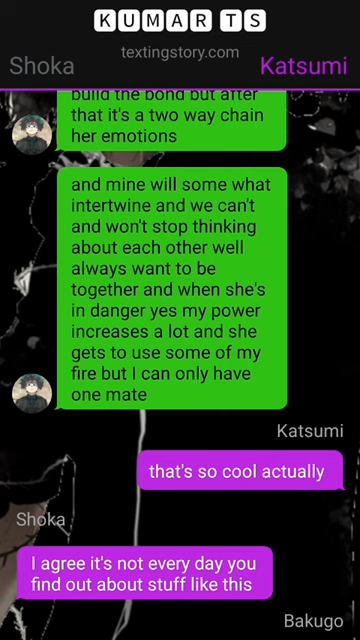 KUMAR TS
textingstory.com
Shoka
Katsumi
build the bond but after
that it's a two way chain
her emotions
and mine will some what
intertwine and we can't
and won't stop thinking
about each other well
always want to be
together and when she's
in danger yes my power
increases a lot and she
gets to use some of my
fire but I can only have
one mate
Katsumi
that's so cool actually
Shoka
I agree it's not every day you
find out about stuff like this
Bakugo